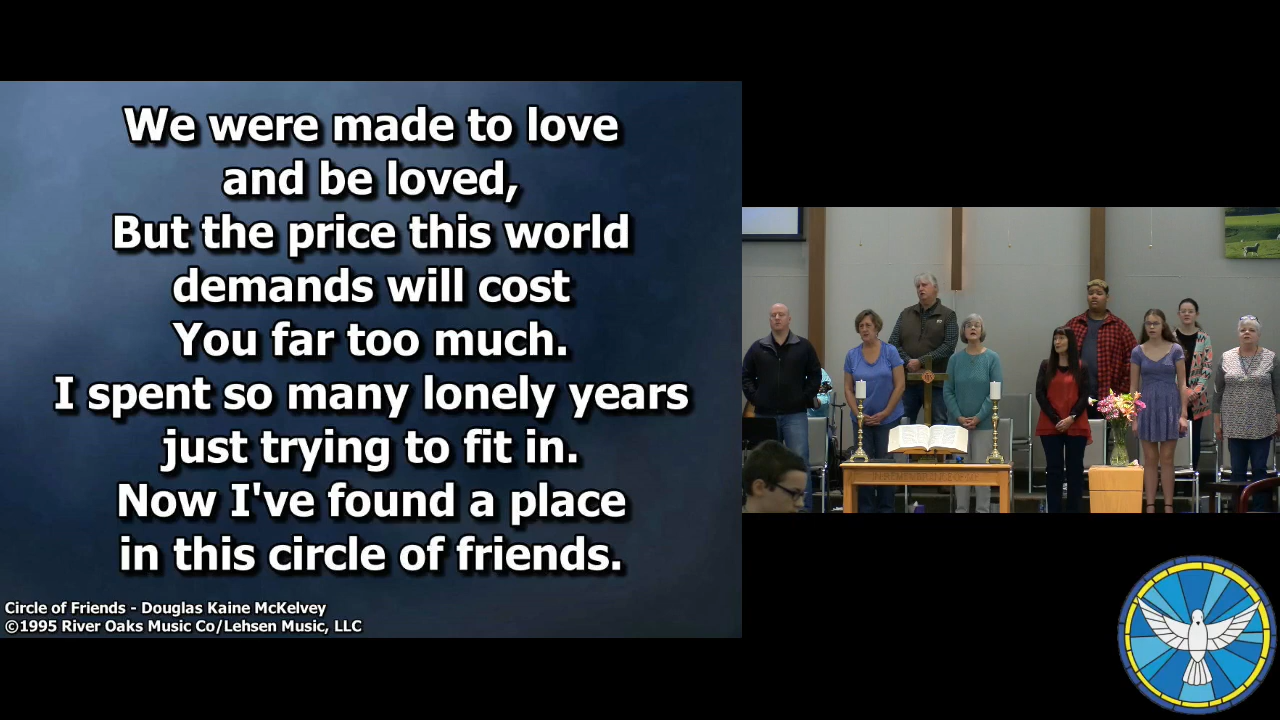 We were made to love
and be loved,
But the price this world
demands will cost
You far too much.
I spent so many lonely years
just trying to fit in.
Now I've found a place
in this circle of friends.
Circle of Friends - Douglas Kaine McKelvey
©1995 River Oaks Music Co/Lehsen Music, LLC